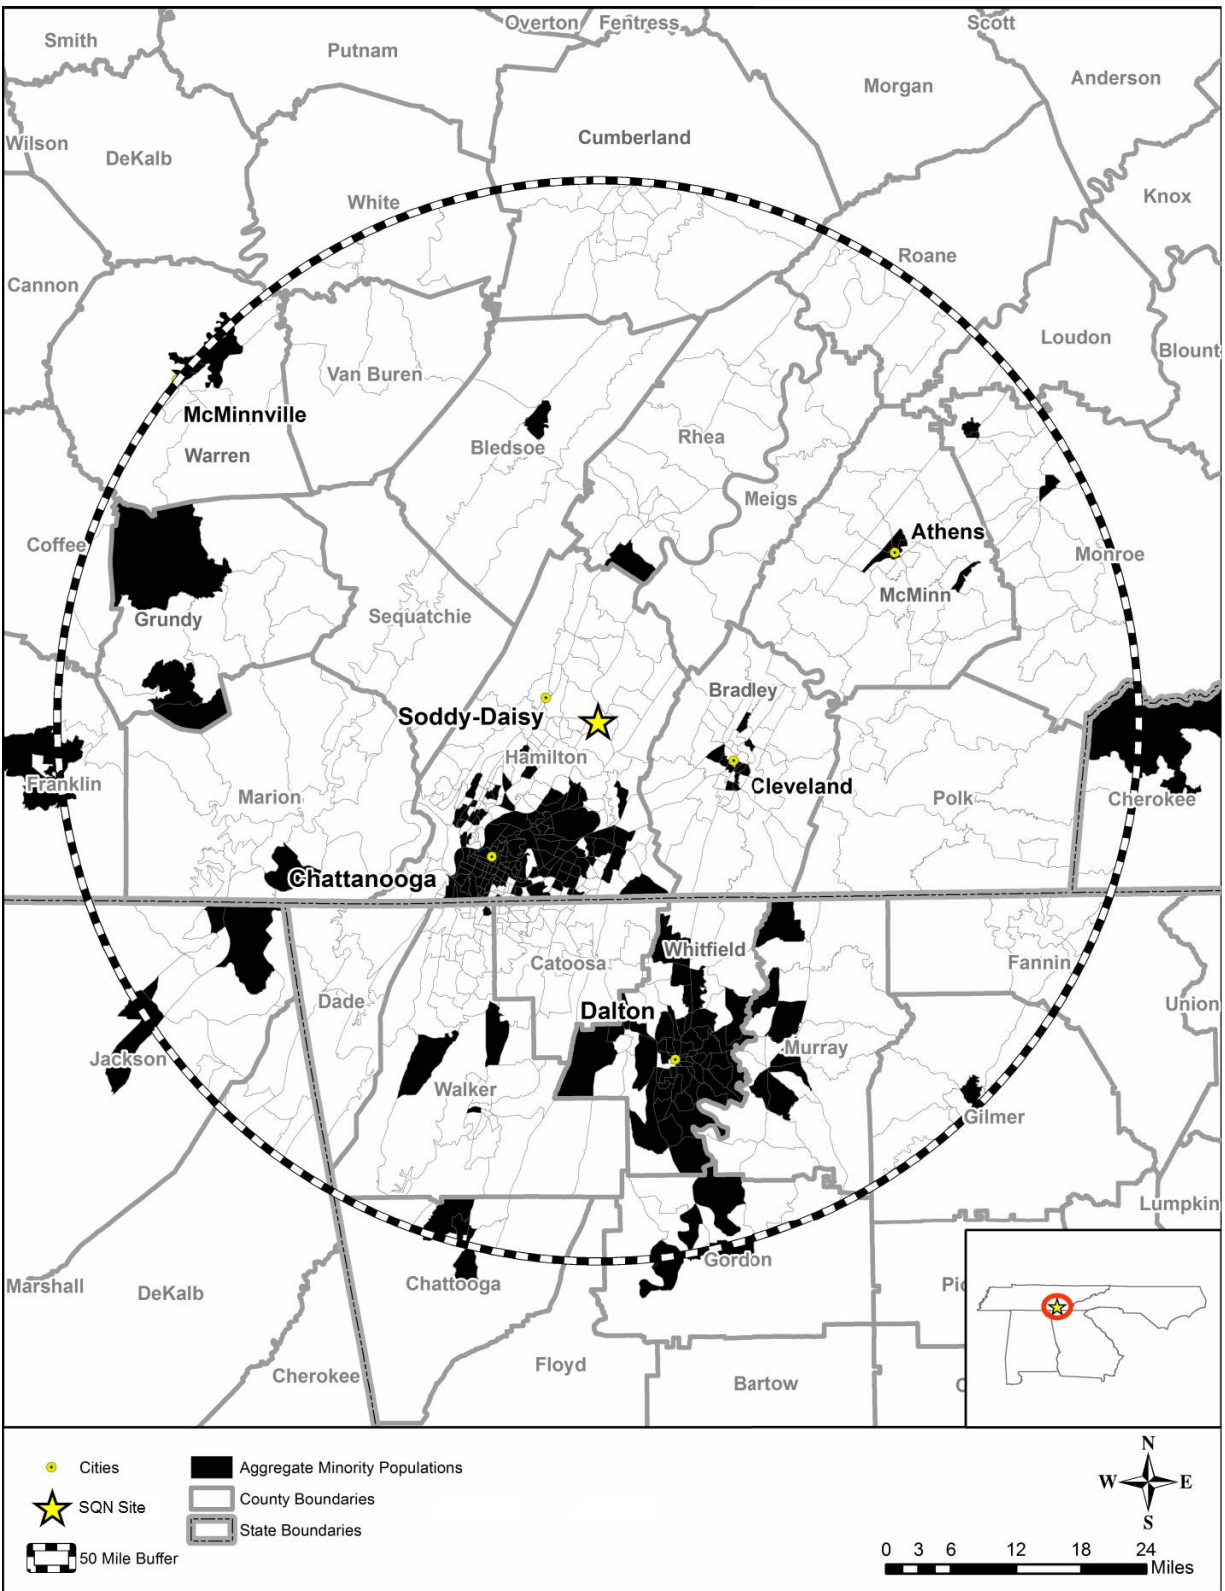 Overton Fentress Scott
Smith
Putnam
Morgan Anderson
Cumberland
Wilson
DeKalb
White
Knox
Roane
Cannon
Loudon
Blount
Van Buren
McMinnville
Warren
Bledsoe
Rhea
Meigs
Athens
Coffee
Monroe
McMinn
Grundy
Sequatchie
Bradley
Soddy-Daisy
Hamilton
Franklin
Marion
Cleveland
Polk
Cherokee
Chattanooga
Whitfield
Catoosa
Fannin
Dade
Union
Dalton
Jackson
Murray
Walker
Gilmer
Lumpkin
Gordon
Marshall
DeKalb
Chattooga
Pic
Floyd
Cherokee
Bartow
C
Cities
SQN Site
50 Mile Buffer
Aggregate Minority Populations
County Boundaries
State Boundaries
N
W E
S
0 3 6 12 18 24
Miles